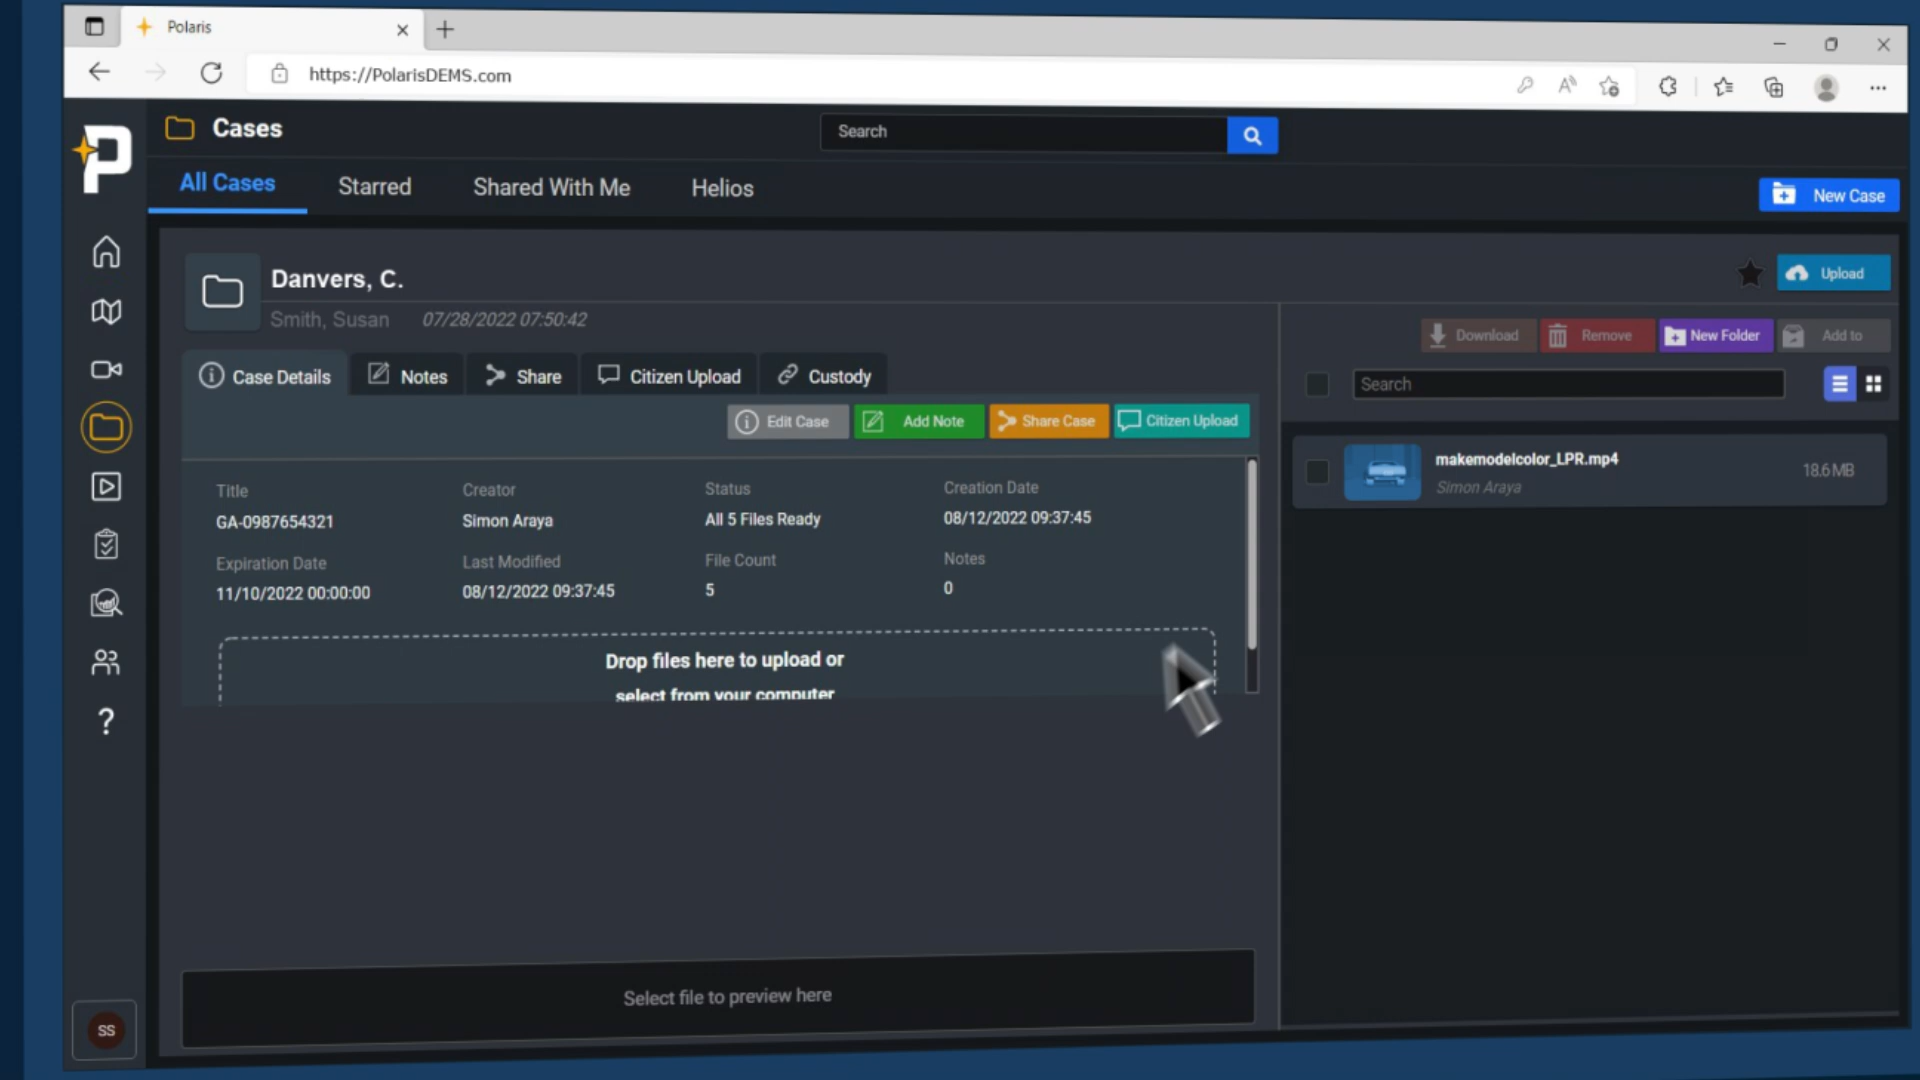 Polaris
https://PolarisDEMS.com
Cases
Search
All Cases
Starred
Shared With Me
Helios
New Case
Danvers, C.
Upload
Smith, Susan
07/28/2022 07:50:42
Download
Remove
New Folder
Add to
Case Details
Notes
Share
Citizen Upload
Custody
Search
Edit Case
Add Note
Share Case
Citizen Upload
makemodelcolor_LPR.mp4
Simon Araya
18.6 MB
Title
Creator
Status
Creation Date
GA-0987654321
Simon Araya
All 5 Files Ready
08/12/2022 09:37:45
Expiration Date
Last Modified
File Count
Notes
11/10/2022 00:00:00
08/12/2022 09:37:45
5
0
Drop files here to upload or
select from your computer
Select file to preview here
SS